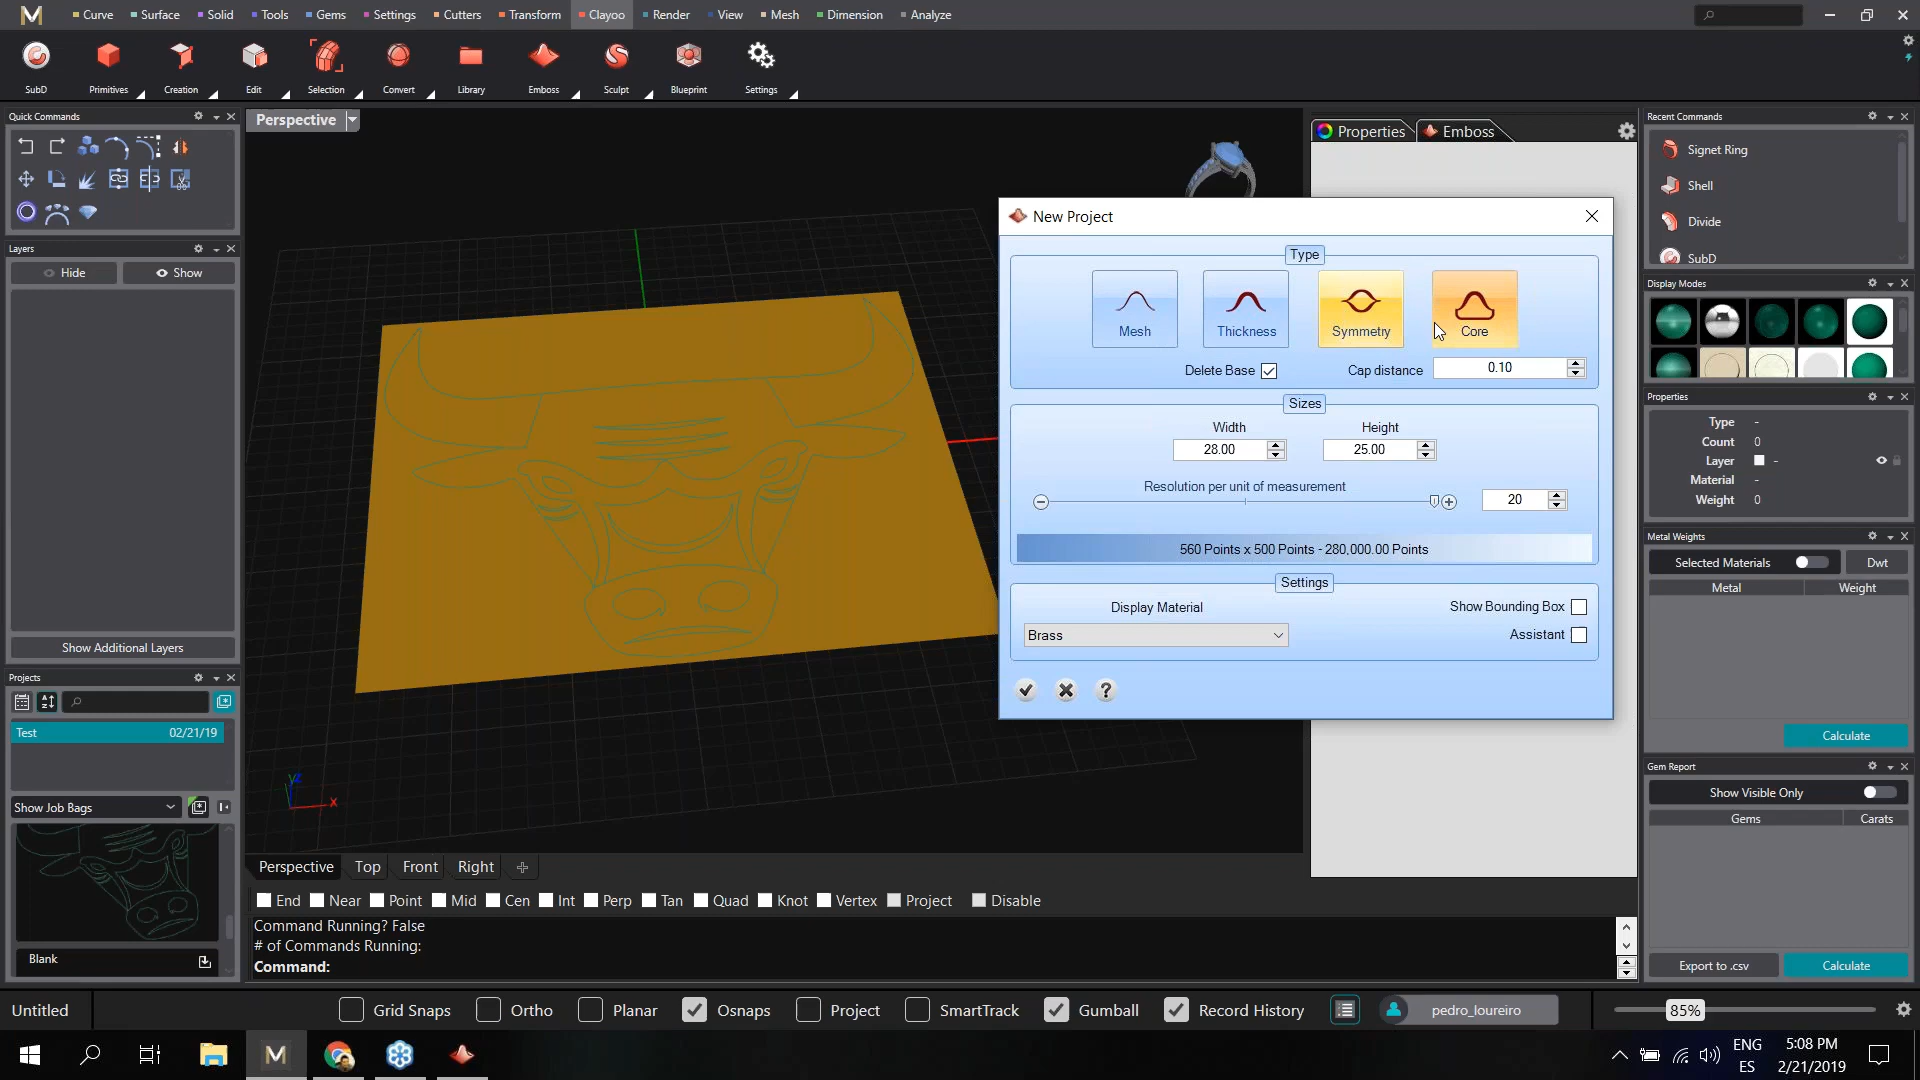 Curve Surface Solid Tools Gems Settings Cutters Transform Clayoo Render View Mesh Dimension Analyze
SubD Primitives Creation Edit Selection Convert Library Emboss Sculpt Blueprint Settings
Quick Commands
Layers
Hide Show
Show Additional Layers
Projects
Test 02/21/19
Show Job Bags
Blank
Perspective
Properties Emboss
New Project
Type
Mesh Thickness Symmetry Core
Delete Base Cap distance 0.10
Sizes
Width Height
28.00 25.00
Resolution per unit of measurement
20
560 Points x 500 Points - 280,000.00 Points
Settings
Display Material Show Bounding Box
Brass Assistant
x
Perspective Top Front Right
End Near Point Mid Cen Int Perp Tan Quad Knot Vertex Project Disable
Command Running? False
# of Commands Running:
Command:
Recent Commands
Signet Ring
Shell
Divide
SubD
Display Modes
Properties
Type -
Count 0
Layer -
Material -
Weight 0
Metal Weights
Selected Materials Dwt
Metal Weight
Calculate
Gem Report
Show Visible Only
Gems Carats
Export to .csv Calculate
Untitled Grid Snaps Ortho Planar Osnaps Project SmartTrack Gumball Record History pedro_loureiro 85%
ENG
ES
5:08 PM
2/21/2019